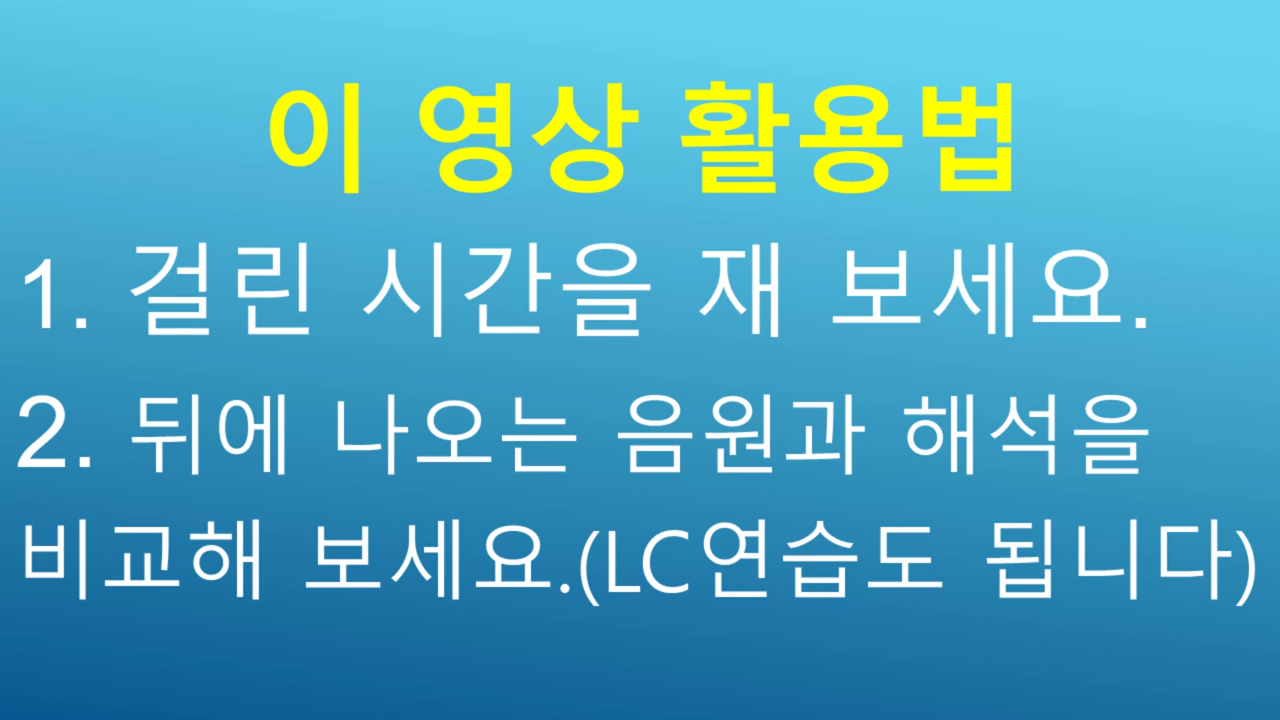 이 영상 활용법
1. 걸린 시간을 재 보세요.
2. 뒤에 나오는 음원과 해석을
비교해 보세요.(LC연습도 됩니다)